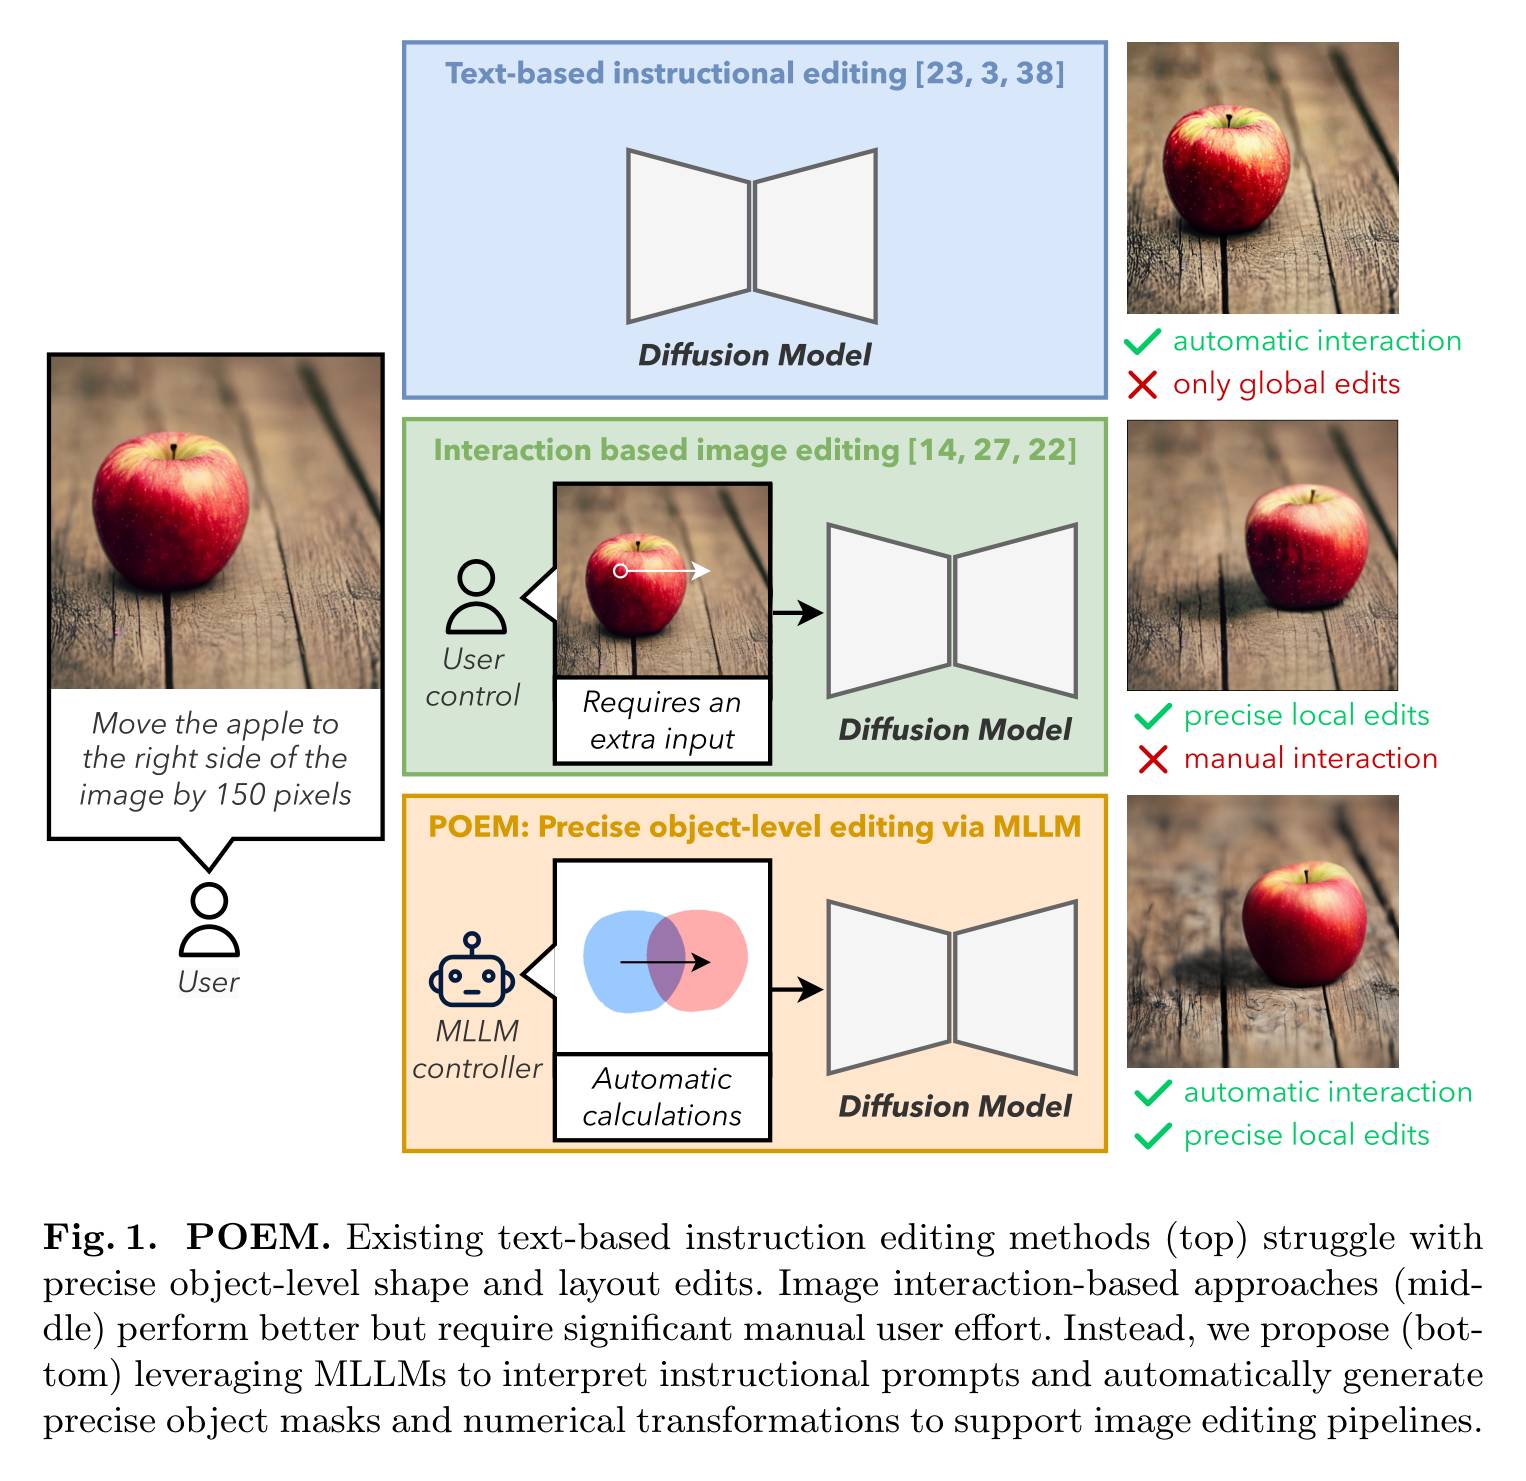 Text-based instructional editing [23, 3, 38]
Diffusion Model
automatic interaction
only global edits
Move the apple to
the right side of the
image by 150 pixels
User
Interaction based image editing [14, 27, 22]
User
control
Requires an
extra input
Diffusion Model
precise local edits
manual interaction
POEM: Precise object-level editing via MLLM
MLLM
controller
Automatic
calculations
Diffusion Model
automatic interaction
precise local edits
Fig. 1. POEM. Existing text-based instruction editing methods (top) struggle with
precise object-level shape and layout edits. Image interaction-based approaches (mid-
dle) perform better but require significant manual user effort. Instead, we propose (bot-
tom) leveraging MLLMs to interpret instructional prompts and automatically generate
precise object masks and numerical transformations to support image editing pipelines.